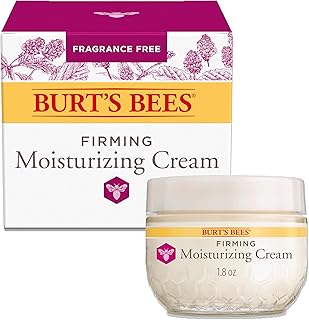 FRAGRANCE FREE
BURT'S BEES®
FIRMING
Moisturizing Cream
BURT'S BEES®
FIRMING
Moisturizing Cream
1.8 oz